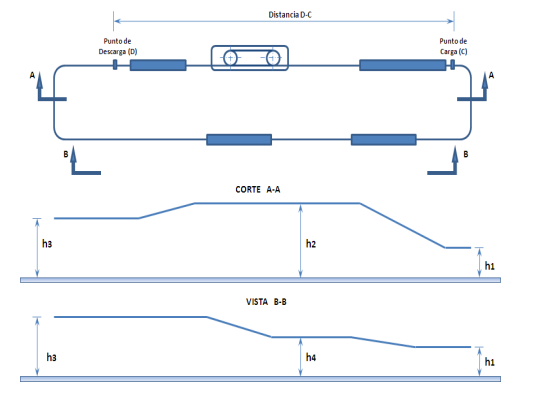 Distancia D-C
Punto de
Descarga (D)
Punto de
Carga (C)
A
A
B
B
CORTE A-A
h3
h2
h1
VISTA B-B
h3
h4
h1